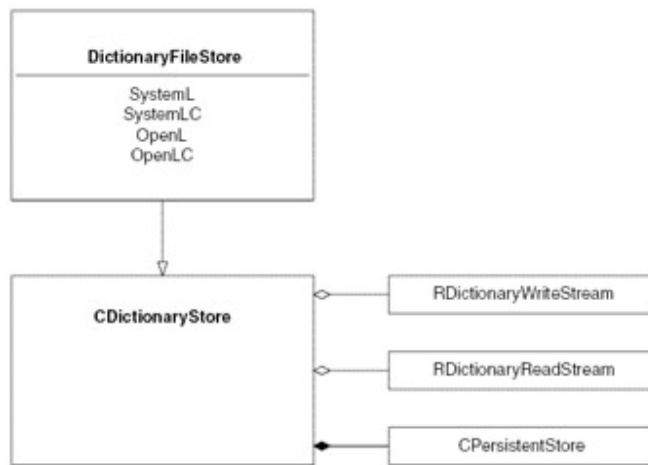 DictionaryFileStore
SystemL
SystemLC
OpenL
OpenLC
CDictionaryStore
RDictionaryWriteStream
RDictionaryReadStream
CPersistentStore